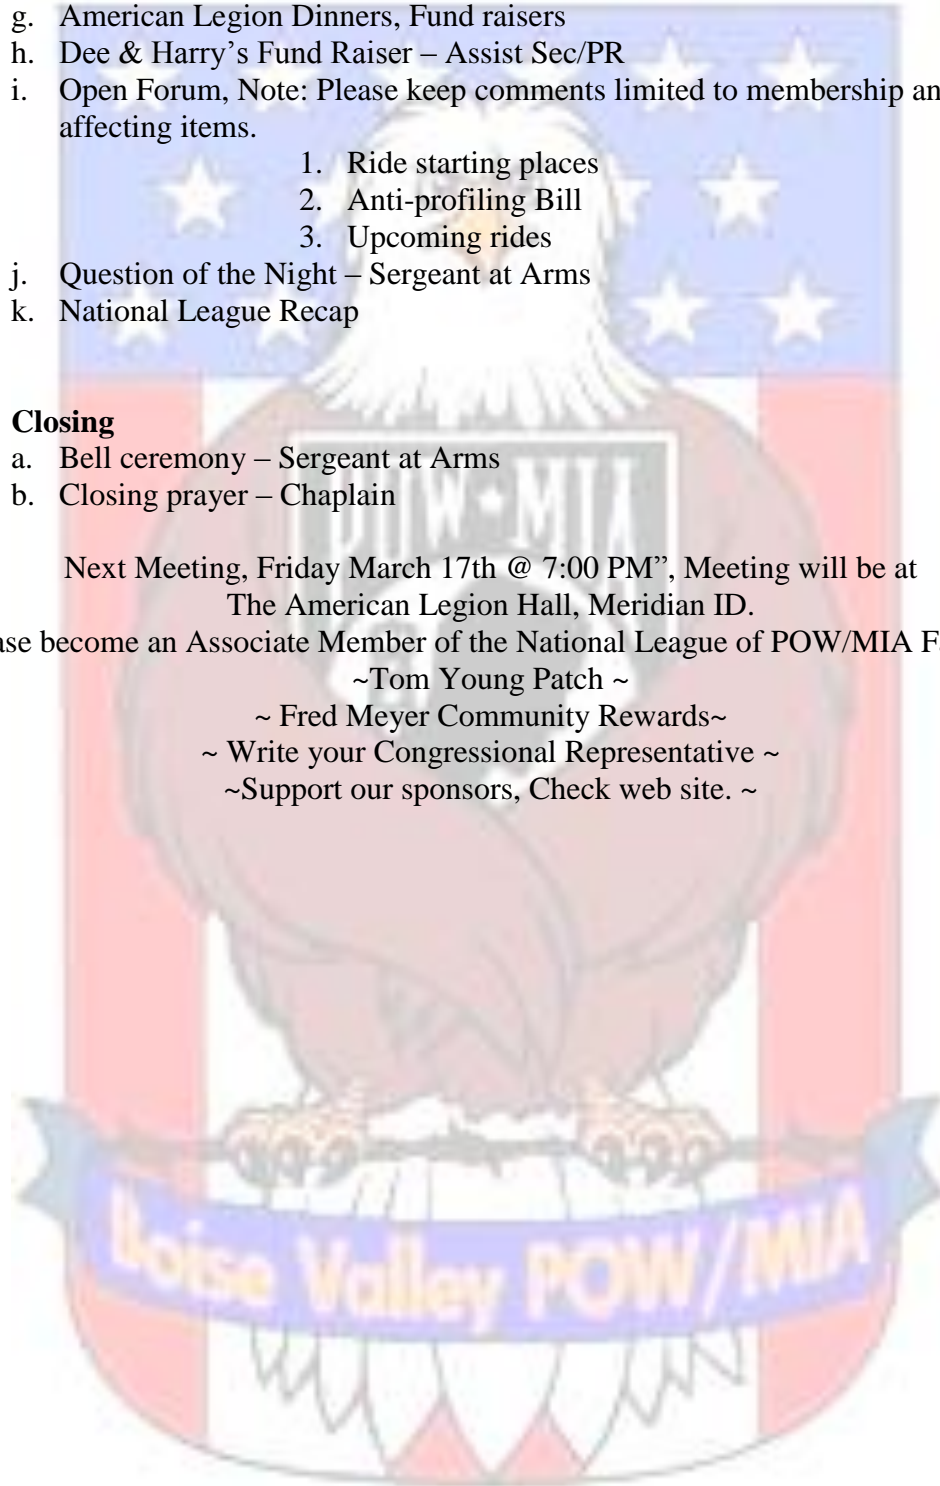 g. American Legion Dinners, Fund raisers
h. Dee & Harry’s Fund Raiser – Assist Sec/PR
i. Open Forum, Note: Please keep comments limited to membership an
affecting items.
1. Ride starting places
2. Anti-profiling Bill
3. Upcoming rides
j. Question of the Night – Sergeant at Arms
k. National League Recap
Closing
a. Bell ceremony – Sergeant at Arms
b. Closing prayer – Chaplain
POW★MIA
Next Meeting, Friday March 17th @ 7:00 PM”, Meeting will be at
The American Legion Hall, Meridian ID.
ase become an Associate Member of the National League of POW/MIA F
~Tom Young Patch ~
~ Fred Meyer Community Rewards~
~ Write your Congressional Representative ~
~Support our sponsors, Check web site. ~
Boise Valley POW/MIA